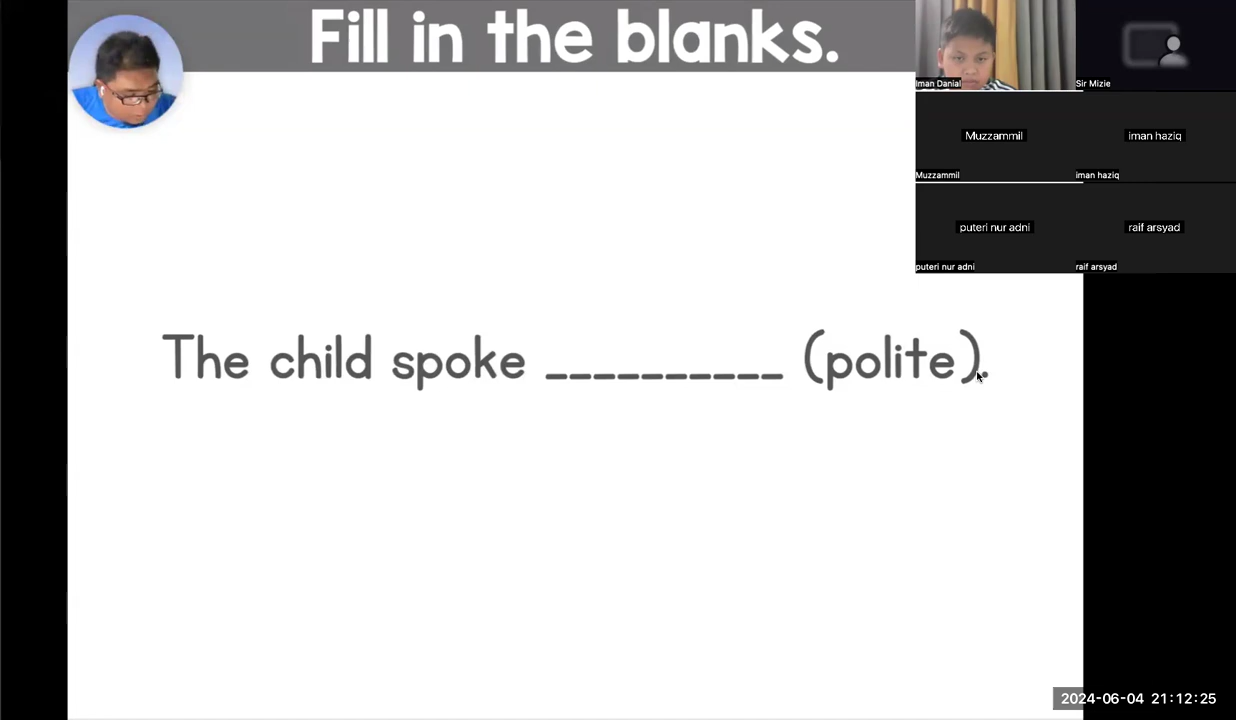 Fill in the blanks.
Iman Danial
Sir Mizie
Muzzammil
iman haziq
Muzzammil
iman haziq
puteri nur adni
raif arsyad
puteri nur adni
raif arsyad
The child spoke __________ (polite).
2024-06-04 21:12:25